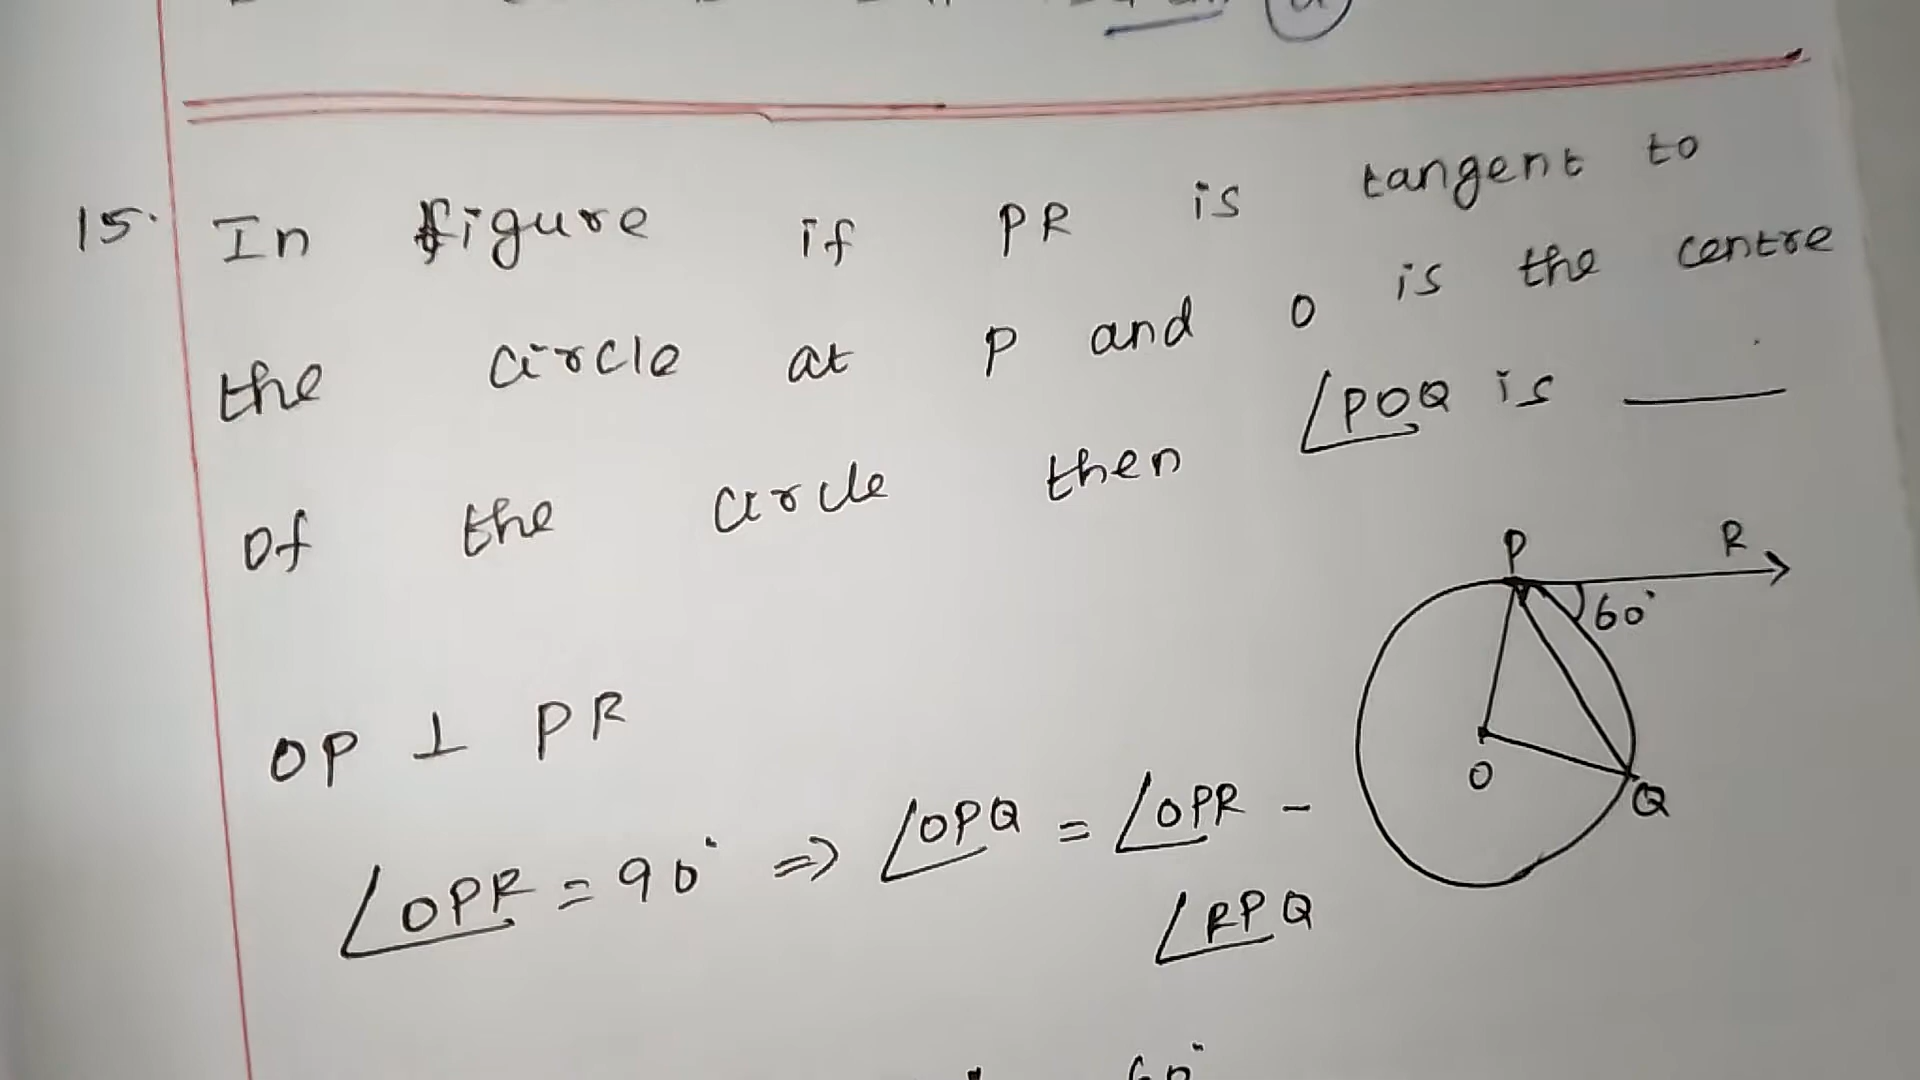 15. In figure if PR is tangent to
the circle at P and O is the centre
of the circle then ∠POQ is ____
P
R
60°
O
Q
OP ⊥ PR
∠OPR = 90° => ∠OPQ = ∠OPR -
∠RPQ
60°